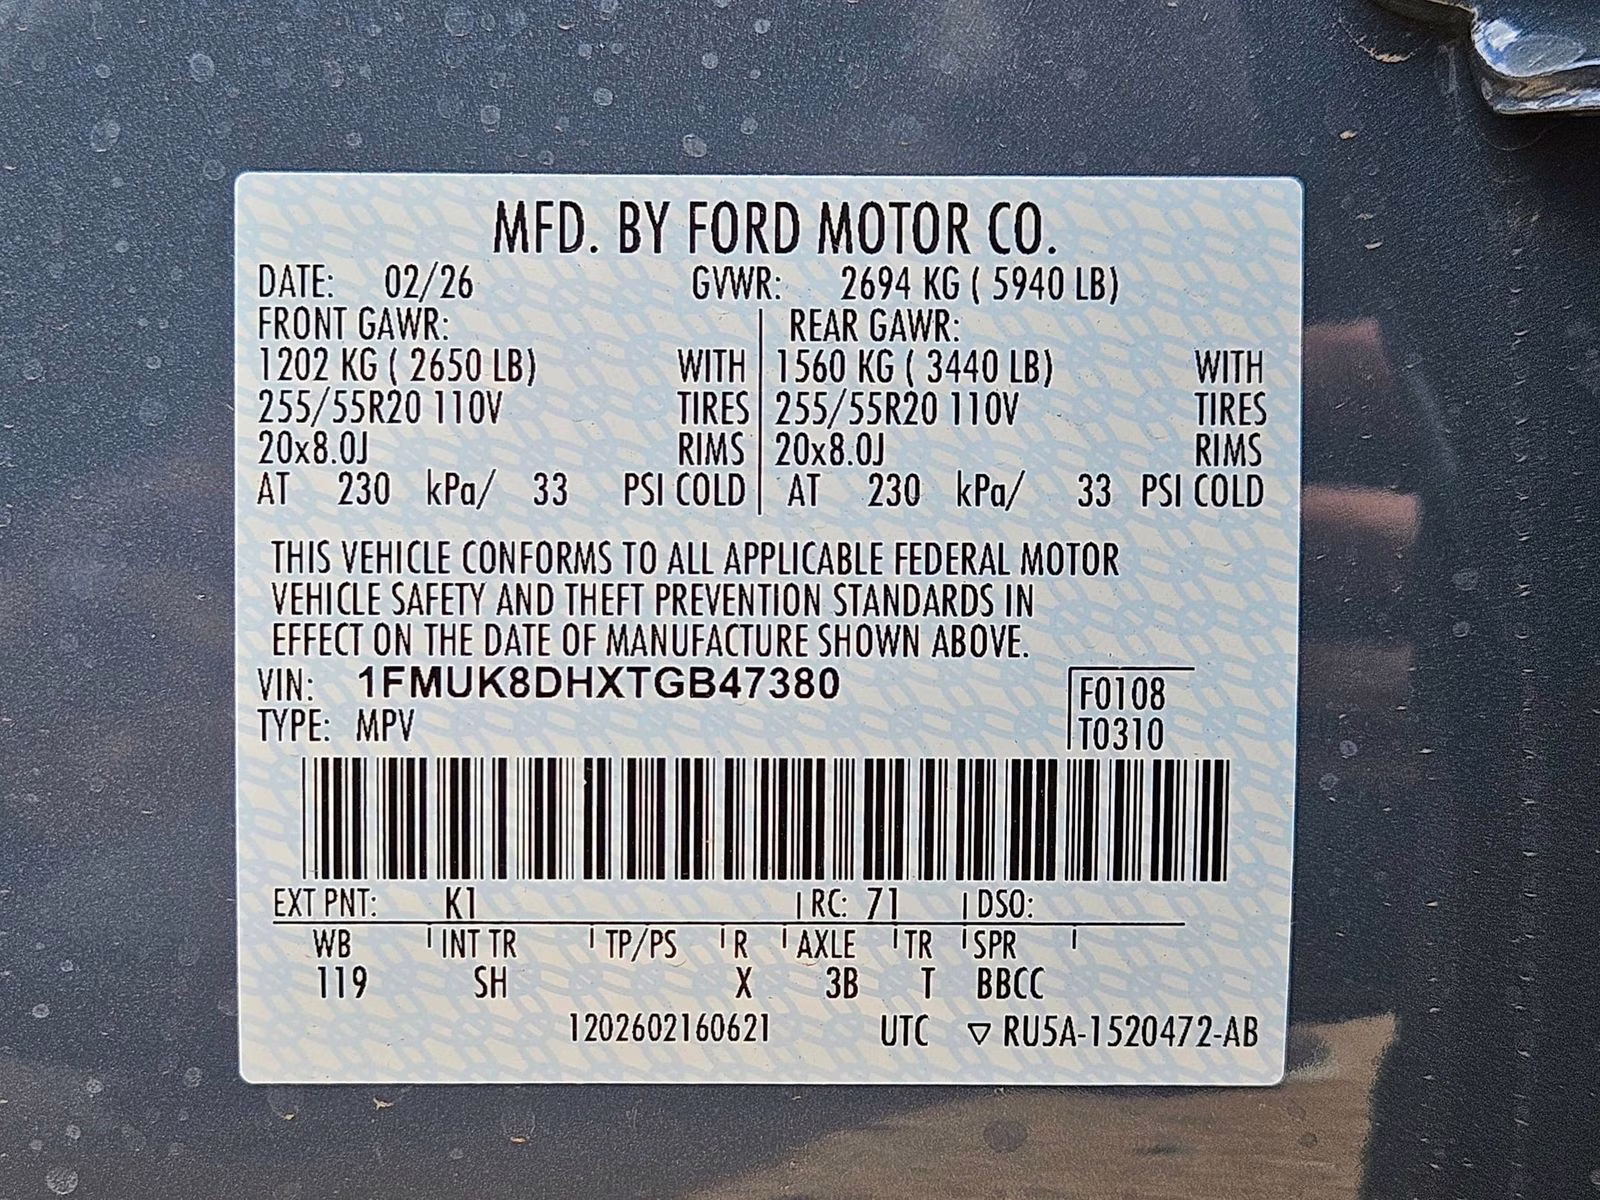 MFD. BY FORD MOTOR CO.
DATE: 02/26 GVWR: 2694 KG ( 5940 LB)
FRONT GAWR: REAR GAWR:
1202 KG ( 2650 LB) WITH 1560 KG ( 3440 LB) WITH
255/55R20 110V TIRES 255/55R20 110V TIRES
20x8.0J RIMS 20x8.0J RIMS
AT 230 kPa/ 33 PSI COLD AT 230 kPa/ 33 PSI COLD
THIS VEHICLE CONFORMS TO ALL APPLICABLE FEDERAL MOTOR
VEHICLE SAFETY AND THEFT PREVENTION STANDARDS IN
EFFECT ON THE DATE OF MANUFACTURE SHOWN ABOVE.
VIN: 1FMUK8DHXTGB47380 F0108
TYPE: MPV T0310
EXT PNT: K1 RC: 71 DSO:
WB INT TR TP/PS R AXLE TR SPR
119 SH X 3B T BBCC
1202602160621 UTC ▽ RU5A-1520472-AB